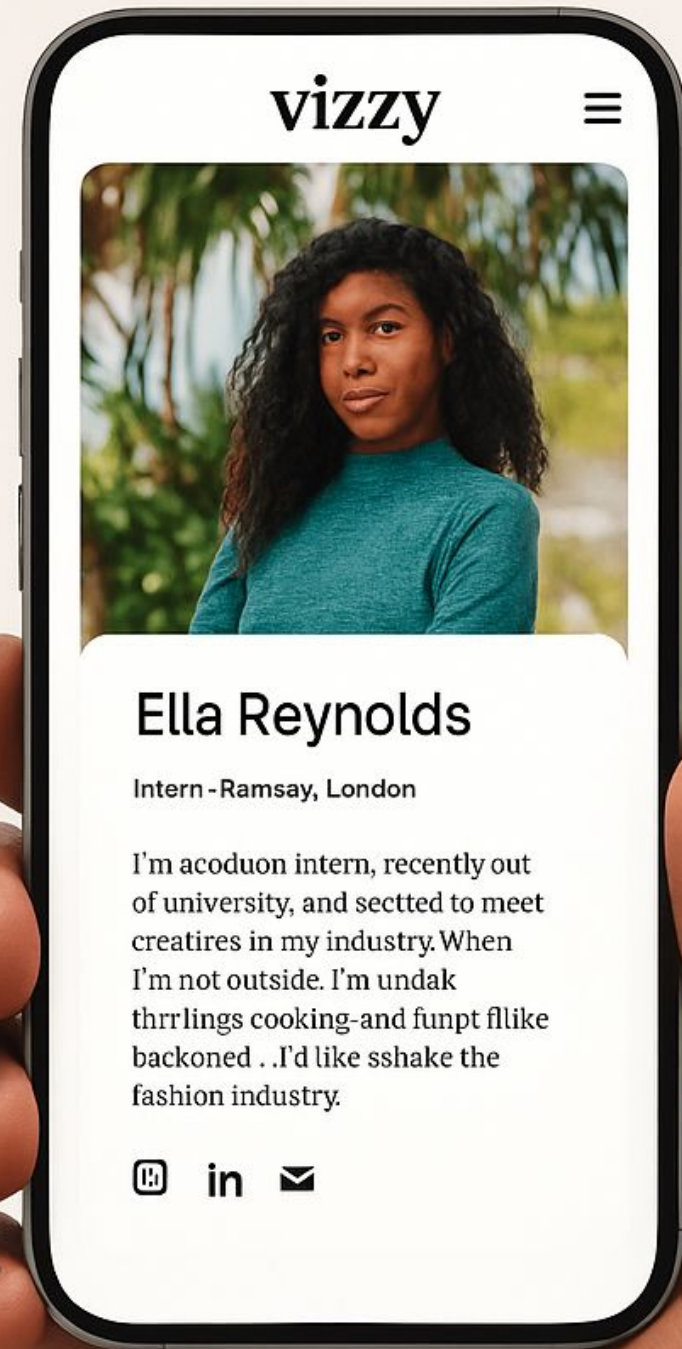 vizzy
Ella Reynolds
Intern-Ramsay, London
I'm acoduon intern, recently out
of university, and sectted to meet
creatires in my industry. When
I'm not outside. I'm undak
thrrlings cooking-and funpt fllike
backoned . .I'd like sshake the
fashion industry.
in